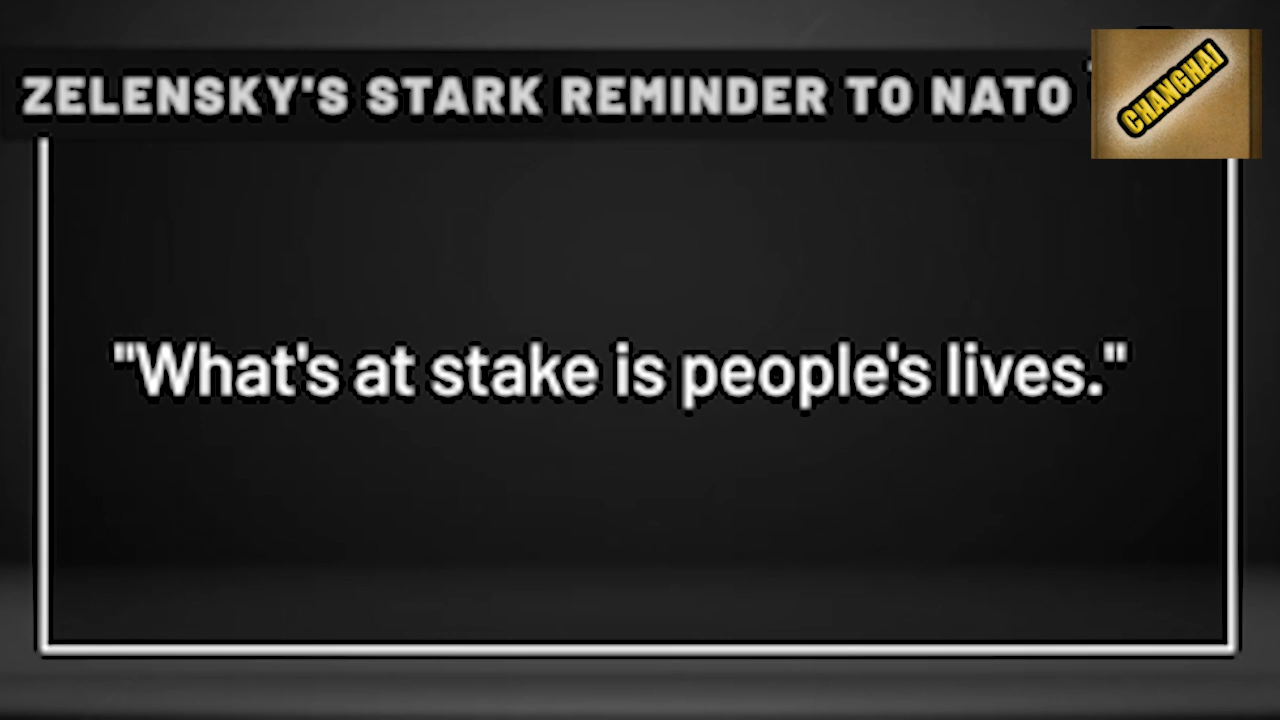 ZELENSKY'S STARK REMINDER TO NATO
CHANGHAI
"What's at stake is people's lives."